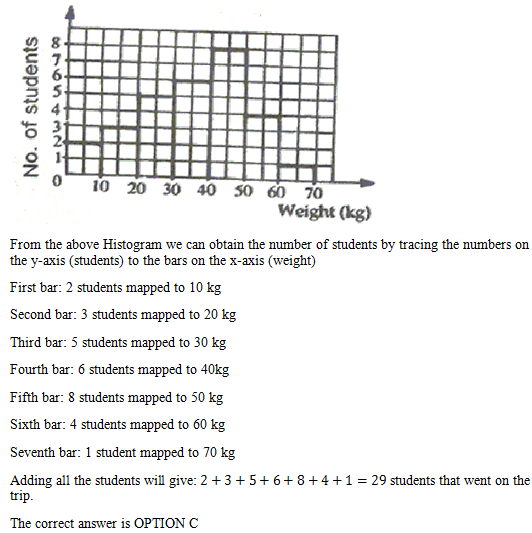 No. of students
8
7
6
5
4
3
2
1
0
10 20 30 40 50 60 70
Weight (kg)
From the above Histogram we can obtain the number of students by tracing the numbers on
the y-axis (students) to the bars on the x-axis (weight)
First bar: 2 students mapped to 10 kg
Second bar: 3 students mapped to 20 kg
Third bar: 5 students mapped to 30 kg
Fourth bar: 6 students mapped to 40kg
Fifth bar: 8 students mapped to 50 kg
Sixth bar: 4 students mapped to 60 kg
Seventh bar: 1 student mapped to 70 kg
Adding all the students will give: 2 + 3 + 5 + 6 + 8 + 4 + 1 = 29 students that went on the
trip.
The correct answer is OPTION C